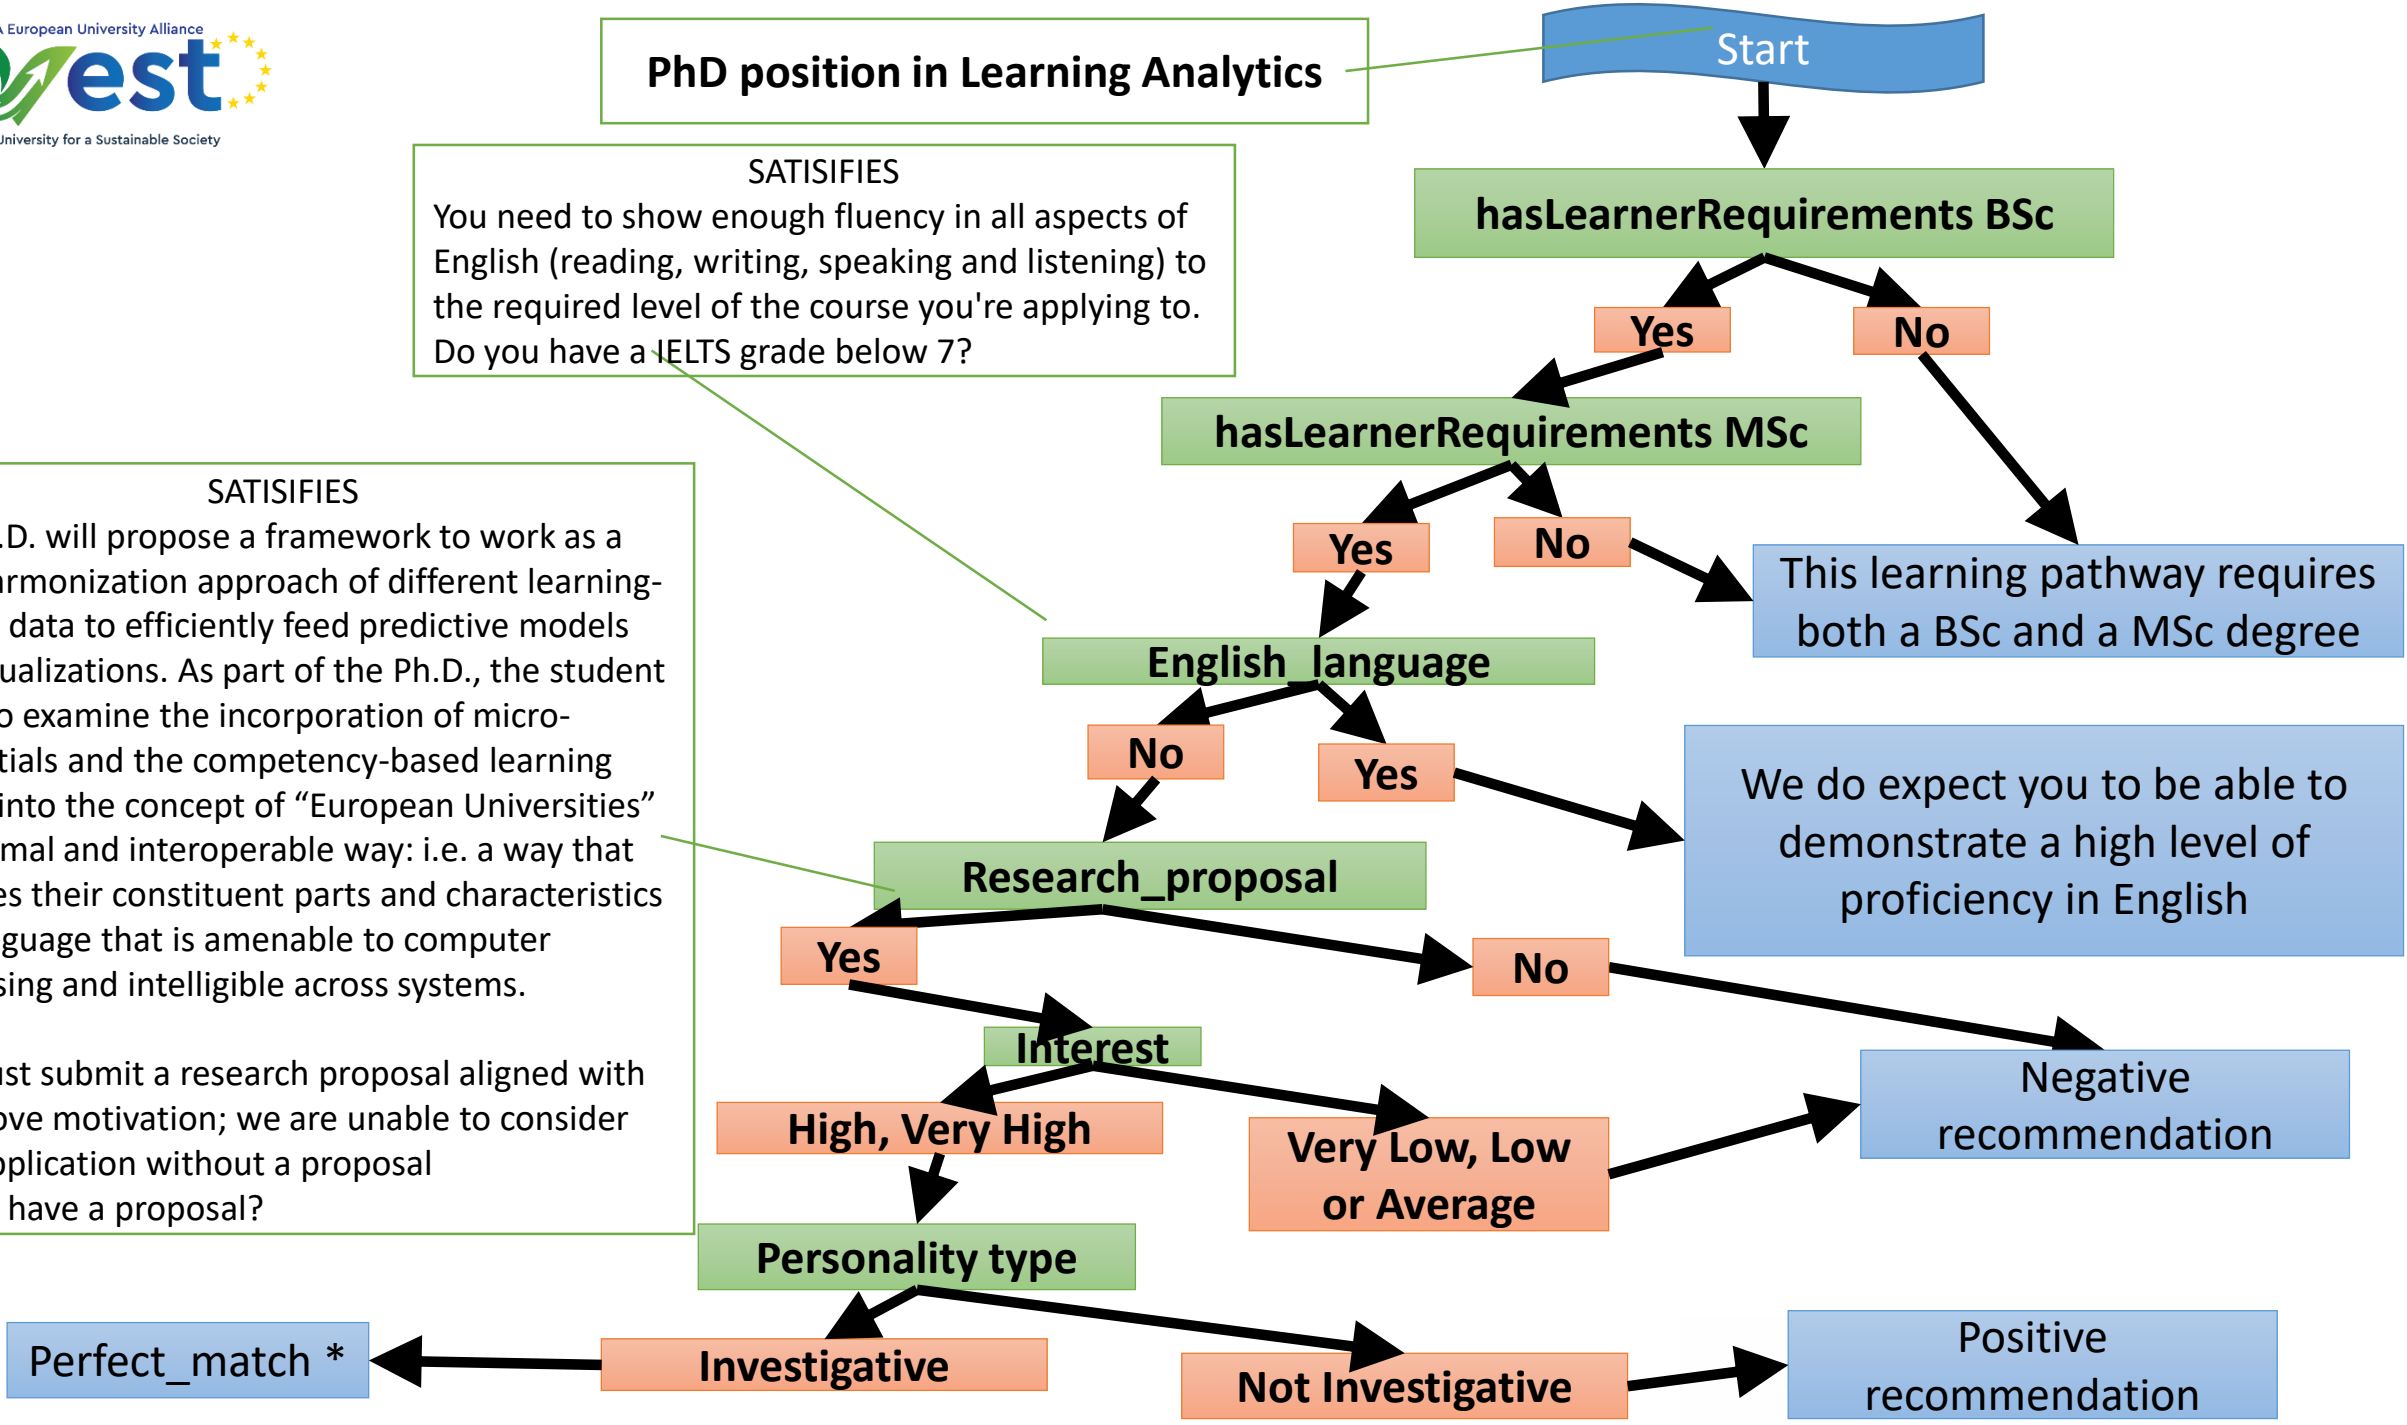 A European University Alliance
vest
University for a Sustainable Society
PhD position in Learning Analytics
Start
SATISIFIES
You need to show enough fluency in all aspects of
English (reading, writing, speaking and listening) to
the required level of the course you're applying to.
Do you have a IELTS grade below 7?
hasLearnerRequirements BSc
Yes
No
hasLearnerRequirements MSc
Yes
No
This learning pathway requires
both a BSc and a MSc degree
SATISIFIES
.D. will propose a framework to work as a
armonization approach of different learning-
data to efficiently feed predictive models
ualizations. As part of the Ph.D., the student
o examine the incorporation of micro-
tials and the competency-based learning
into the concept of “European Universities”
mal and interoperable way: i.e. a way that
es their constituent parts and characteristics
guage that is amenable to computer
sing and intelligible across systems.
ust submit a research proposal aligned with
ove motivation; we are unable to consider
pplication without a proposal
have a proposal?
English_language
No
Yes
We do expect you to be able to
demonstrate a high level of
proficiency in English
Research_proposal
Yes
No
Interest
High, Very High
Very Low, Low
or Average
Negative
recommendation
Personality type
Perfect_match *
Investigative
Not Investigative
Positive
recommendation